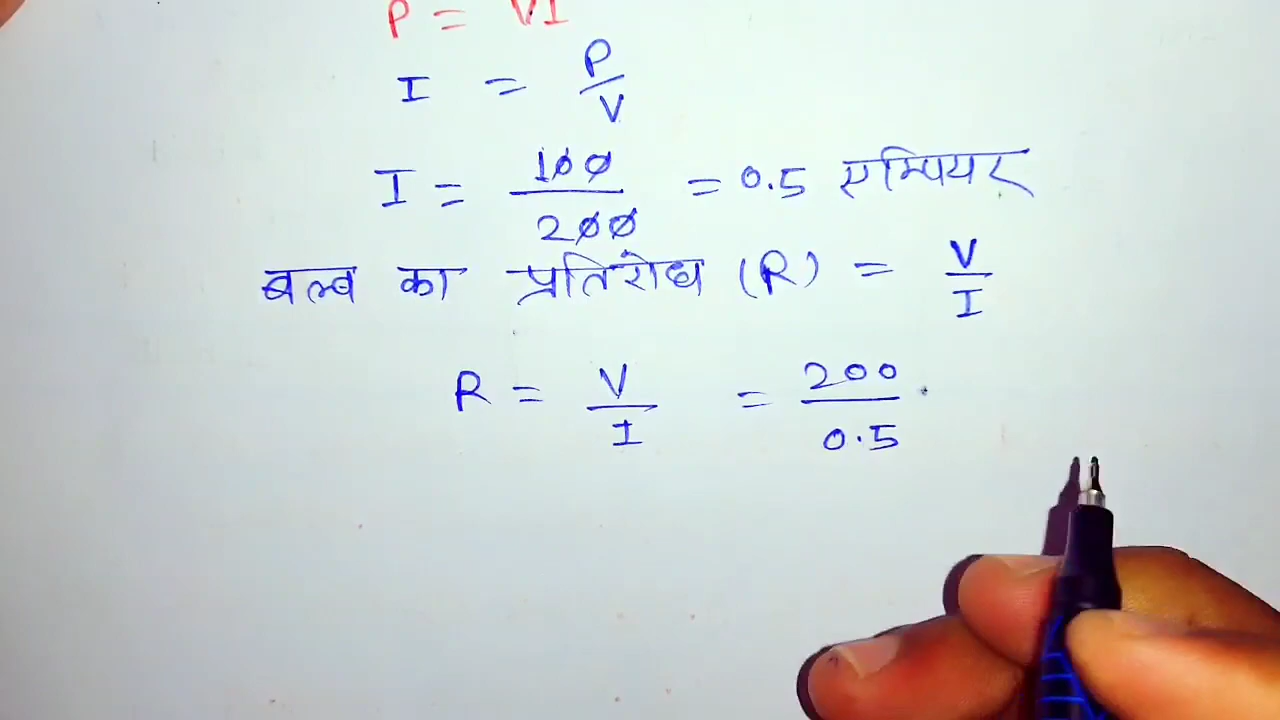 P = VI
I = P/V
I = 100/200 = 0.5 एम्पियर
बल्ब का प्रतिरोध (R) = V/I
R = V/I = 200/0.5